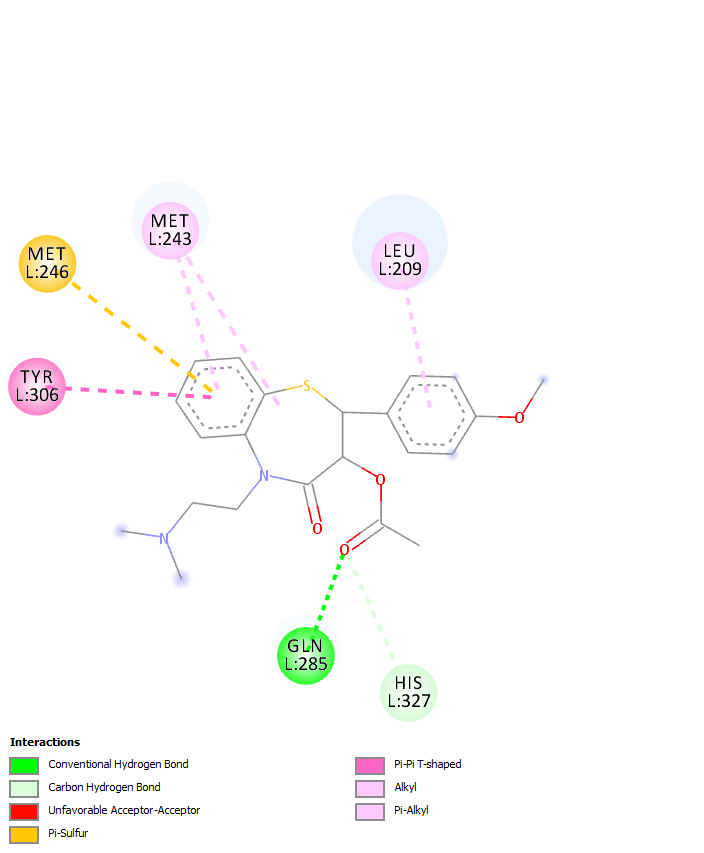 MET
L:243
MET
L:246
LEU
L:209
TYR
L:306
S
O
N
O
O
N
O
GLN
L:285
HIS
L:327
Interactions
Conventional Hydrogen Bond
Carbon Hydrogen Bond
Unfavorable Acceptor-Acceptor
Pi-Sulfur
Pi-Pi T-shaped
Alkyl
Pi-Alkyl